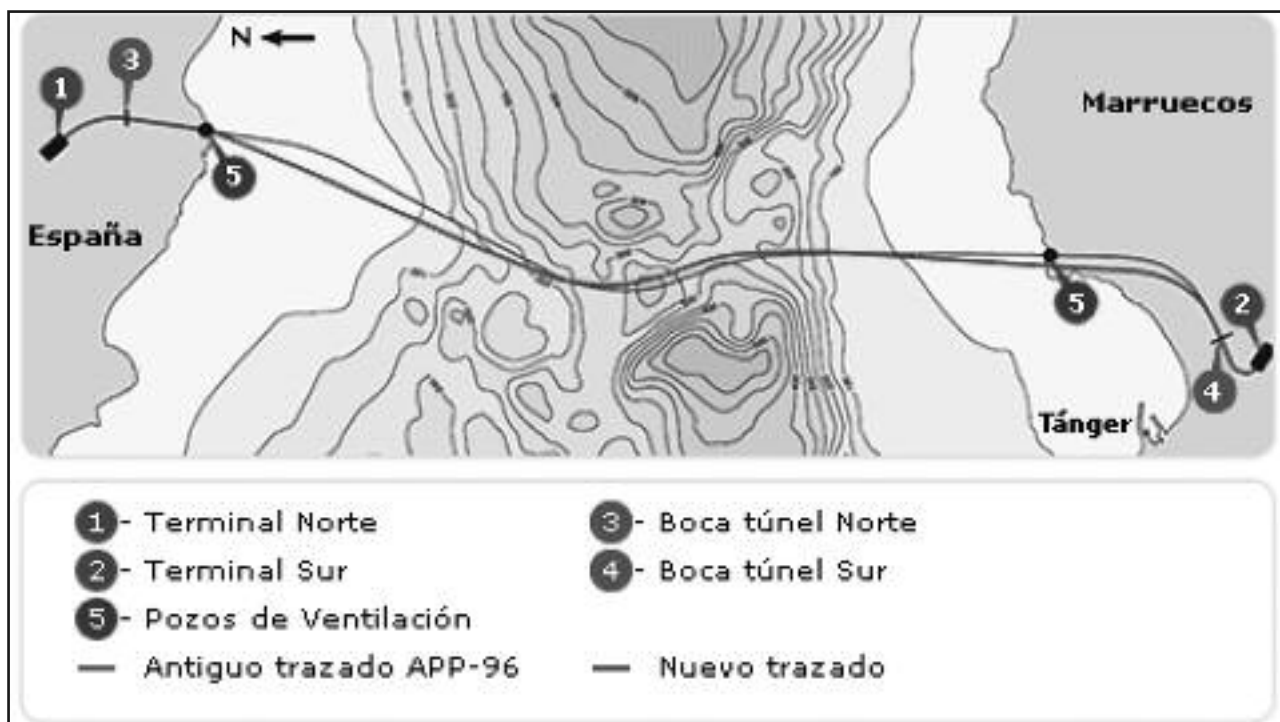 N
3
1
Marruecos
5
España
5
2
4
Tánger
1 - Terminal Norte
3 - Boca túnel Norte
2 - Terminal Sur
4 - Boca túnel Sur
5 - Pozos de Ventilación
Antiguo trazado APP-96
Nuevo trazado